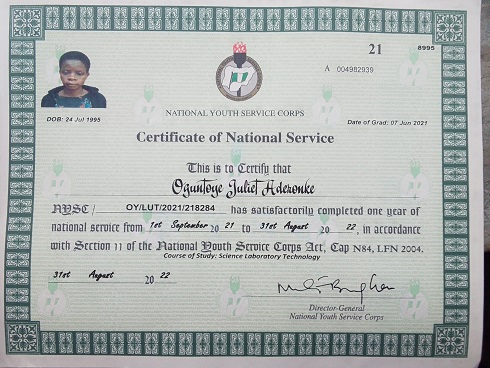 21
8995
A 004982939
NATIONAL YOUTH SERVICE CORPS
DOB: 24 Jul 1995
Date of Grad: 07 Jun 2021
Certificate of National Service
This is to Certify that
Oguntoye Juliet Aderonke
NYSC/ OY/LUT/2021/218284 has satisfactorily completed one year of
national service from 1st September 20 21 to 31st August 20 22, in accordance
with Section 11 of the National Youth Service Corps Act, Cap N84, LFN 2004.
Course of Study: Science Laboratory Technology
31st August 20 22
Director-General
National Youth Service Corps